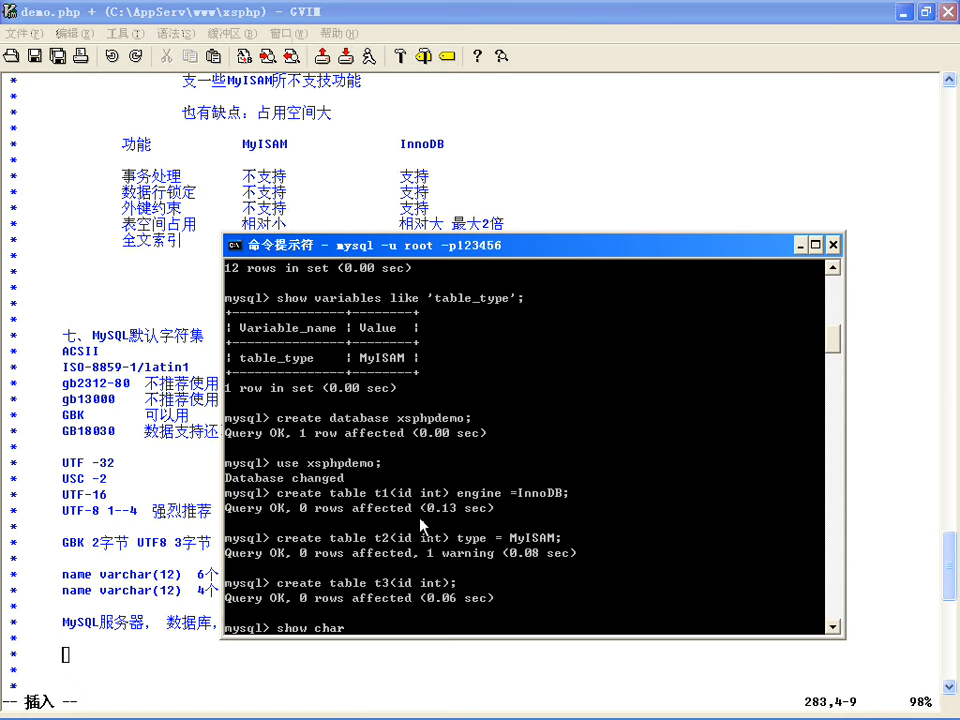 demo.php + (C:\AppServ\www\xsphp) - GVIM
文件(F) 编辑(E) 工具(T) 语法(S) 缓冲区(B) 窗口(W) 帮助(H)
* 支一些MyISAM所不支技功能
*
* 也有缺点：占用空间大
*
* 功能 MyISAM InnoDB
*
* 事务处理 不支持 支持
* 数据行锁定 不支持 支持
* 外键约束 不支持 支持
* 表空间占用 相对小 相对大 最大2倍
* 全文索引
*
*
*
*
*
* 七、MySQL默认字符集
* ACSII
* ISO-8859-1/latin1
* gb2312-80 不推荐使用
* gb13000 不推荐使用
* GBK 可以用
* GB18030 数据支持还
*
* UTF -32
* USC -2
* UTF-16
* UTF-8 1--4 强烈推荐
*
* GBK 2字节 UTF8 3字节
*
* name varchar(12) 6个
* name varchar(12) 4个
*
* MySQL服务器， 数据库，
*
*
*
*
-- 插入 -- 283,4-9 98%
命令提示符 - mysql -u root -p123456
12 rows in set (0.00 sec)
mysql> show variables like 'table_type';
+---------------+--------+
| Variable_name | Value |
+---------------+--------+
| table_type | MyISAM |
+---------------+--------+
1 row in set (0.00 sec)
mysql> create database xsphpdemo;
Query OK, 1 row affected (0.00 sec)
mysql> use xsphpdemo;
Database changed
mysql> create table t1(id int) engine =InnoDB;
Query OK, 0 rows affected (0.13 sec)
mysql> create table t2(id int) type = MyISAM;
Query OK, 0 rows affected, 1 warning (0.08 sec)
mysql> create table t3(id int);
Query OK, 0 rows affected (0.06 sec)
mysql> show char